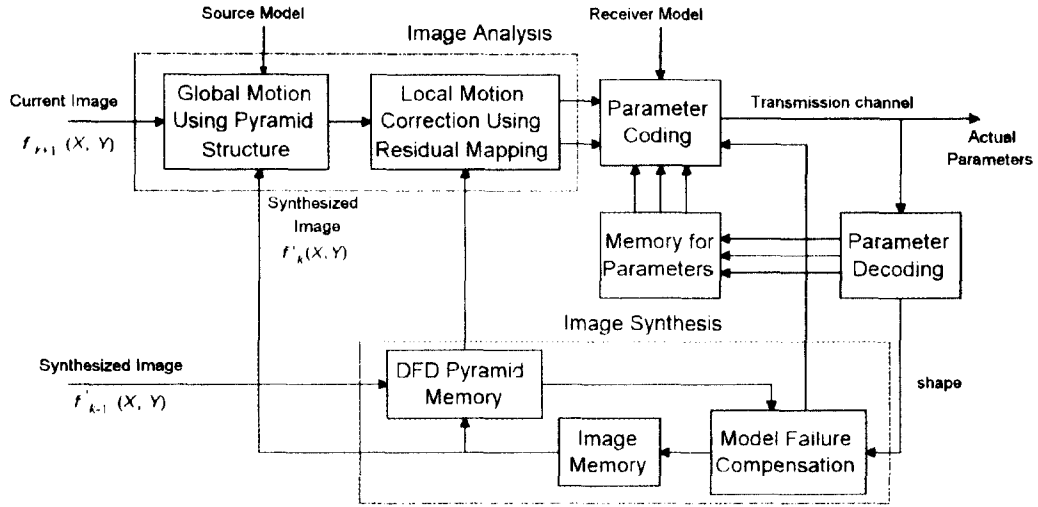 Source Model
Receiver Model
Image Analysis
Current Image
f k+1 (X, Y)
Global Motion
Using Pyramid
Structure
Local Motion
Correction Using
Residual Mapping
Parameter
Coding
Transmission channel
Actual
Parameters
Synthesized
Image
f'k(X,Y)
Memory for
Parameters
Parameter
Decoding
Image Synthesis
Synthesized Image
f'k-1 (X, Y)
DFD Pyramid
Memory
shape
Image
Memory
Model Failure
Compensation